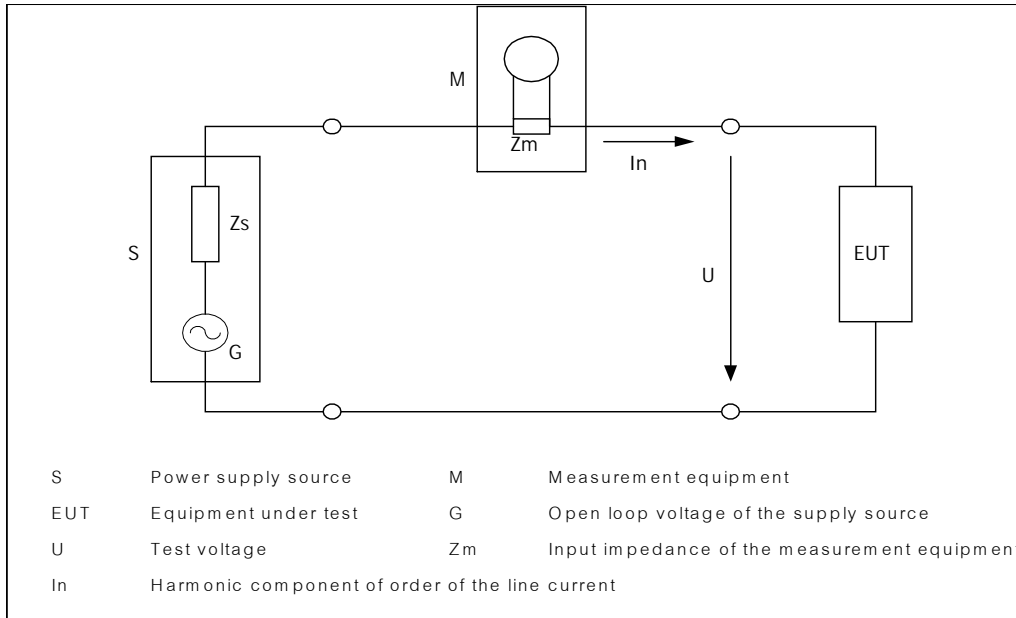 M
Zm
In
Zs
S
EUT
U
G
S Power supply source M Measurement equipment
EUT Equipment under test G Open loop voltage of the supply source
U Test voltage Zm Input impedance of the measurement equipment
In Harmonic component of order of the line current